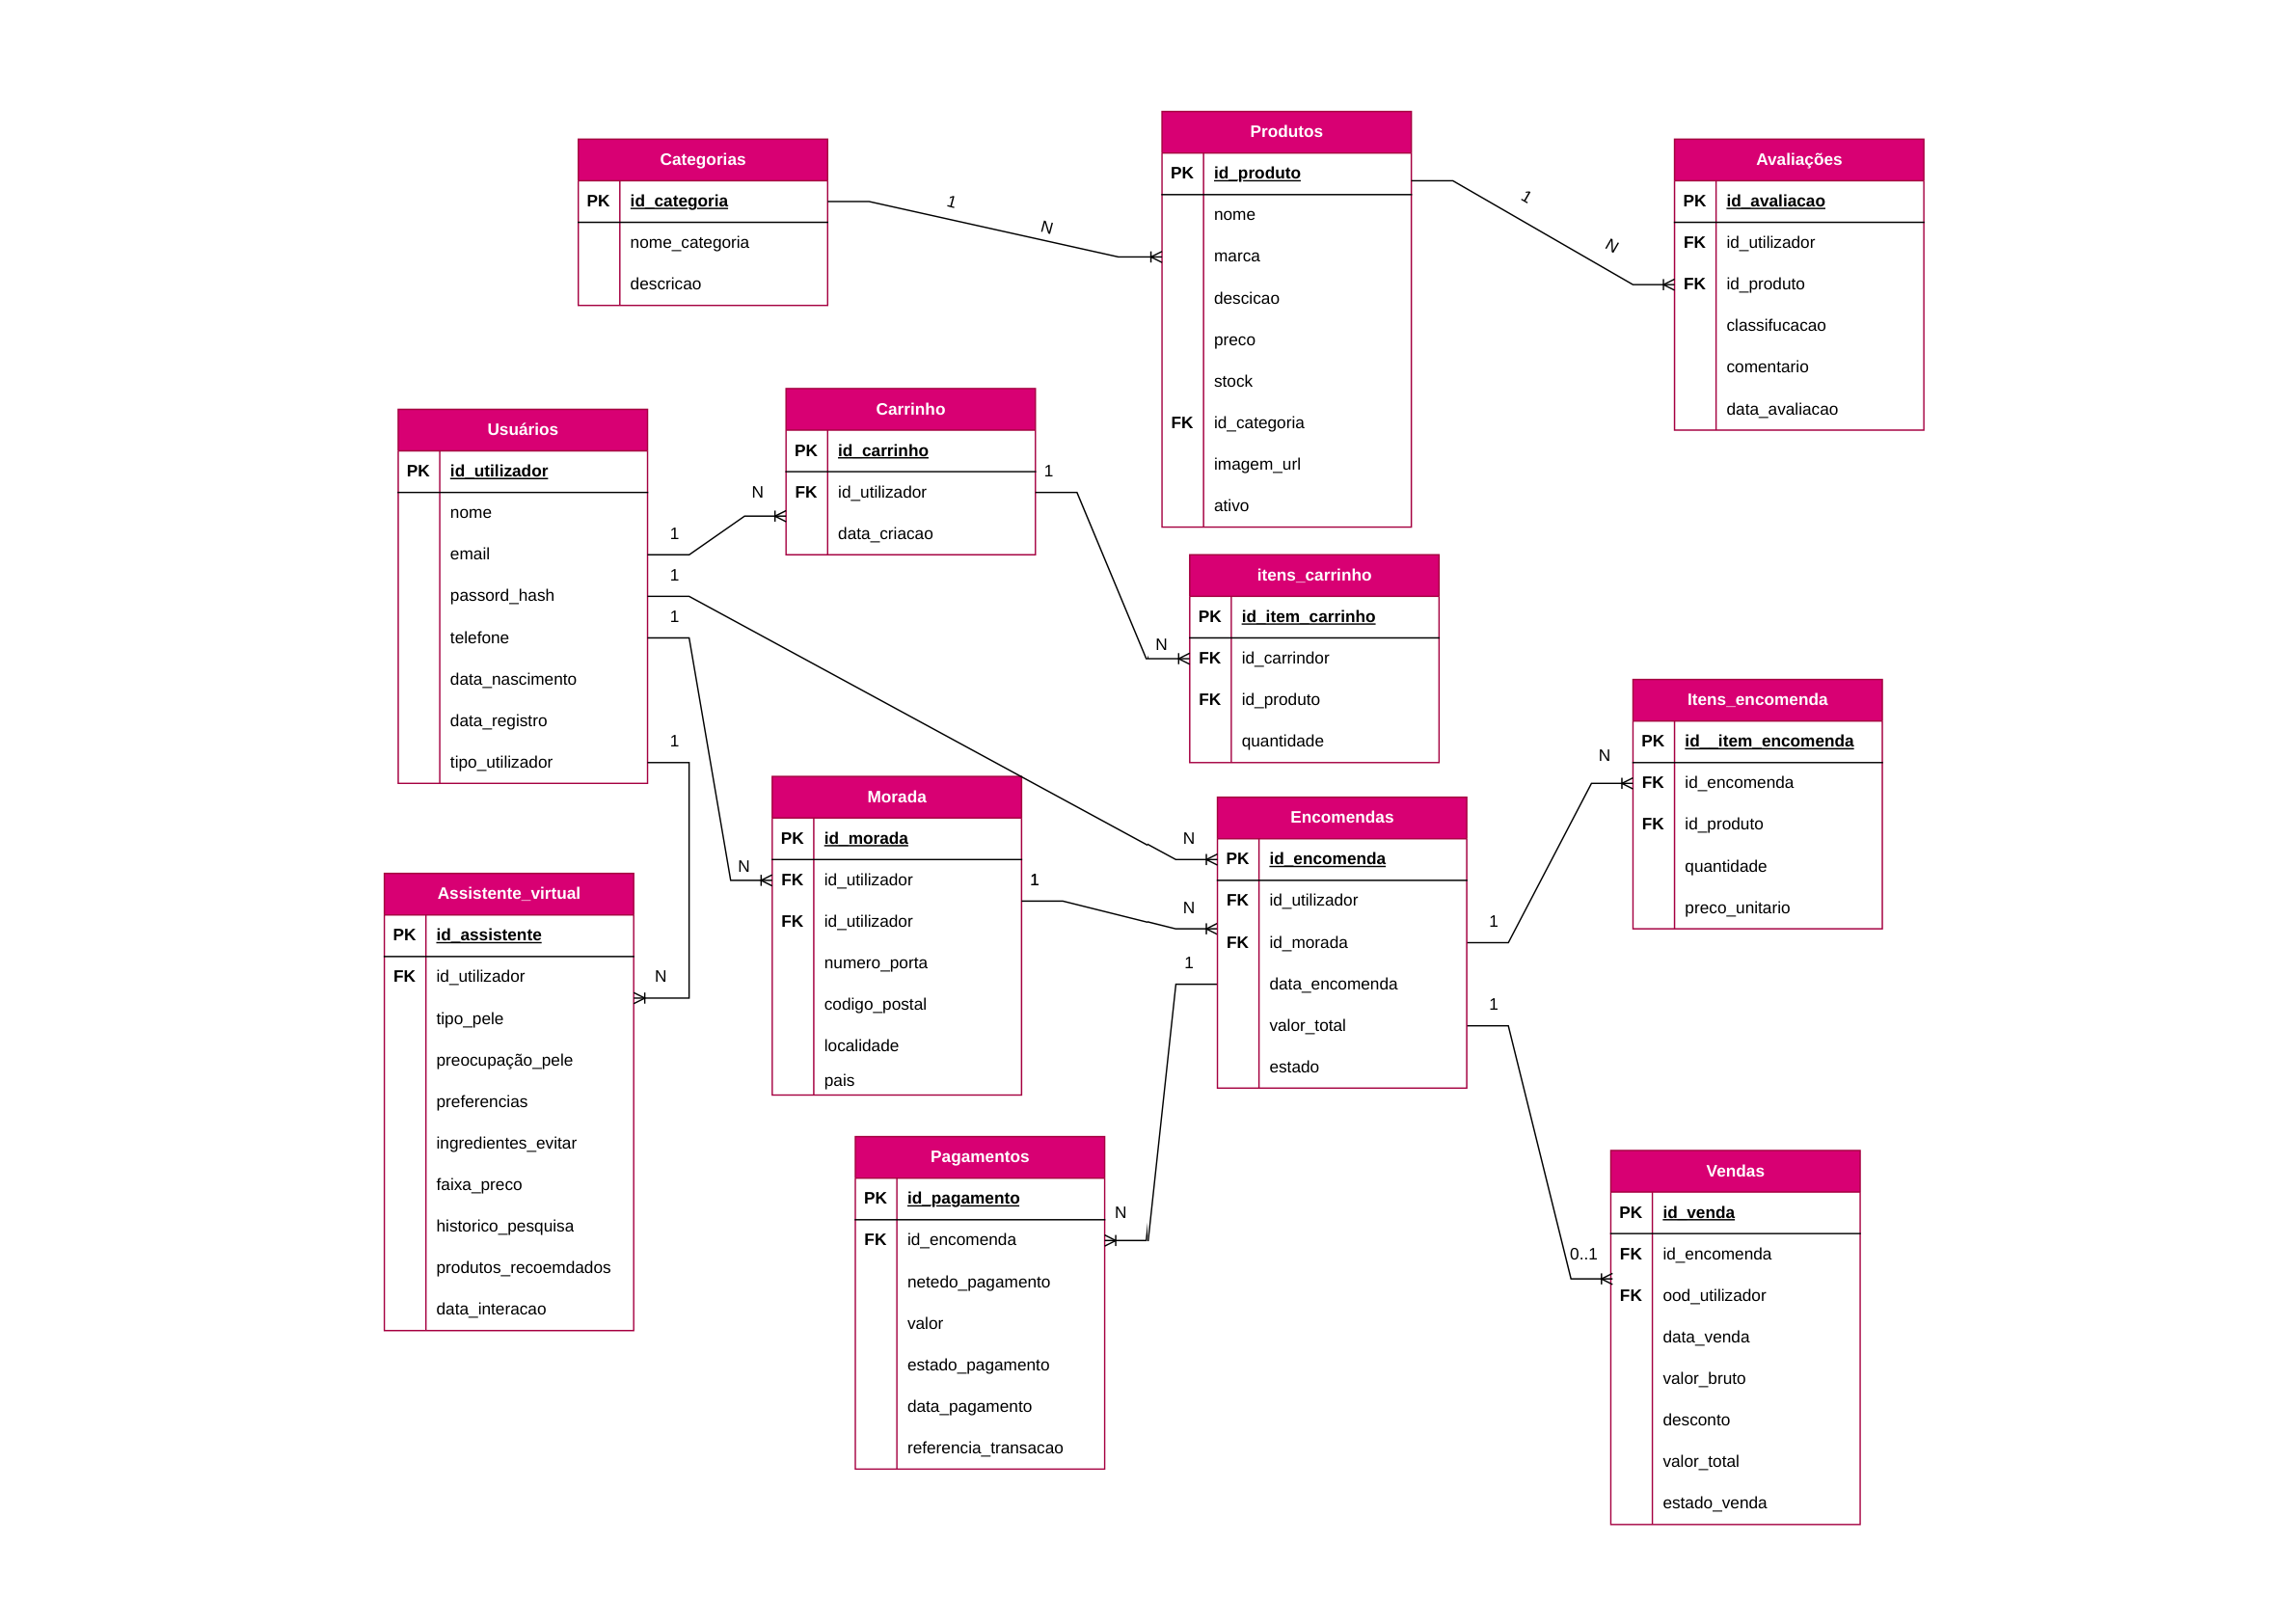 Categorias
PK id_categoria
nome_categoria
descricao
1
N
Produtos
PK id_produto
nome
marca
descicao
preco
stock
FK id_categoria
imagem_url
ativo
1
N
Avaliações
PK id_avaliacao
FK id_utilizador
FK id_produto
classifucacao
comentario
data_avaliacao
Usuários
PK id_utilizador
nome
email
passord_hash
telefone
data_nascimento
data_registro
tipo_utilizador
1
1
1
1
N
Carrinho
PK id_carrinho
FK id_utilizador
data_criacao
1
N
itens_carrinho
PK id_item_carrinho
FK id_carrindor
FK id_produto
quantidade
N
Itens_encomenda
PK id__item_encomenda
FK id_encomenda
FK id_produto
quantidade
preco_unitario
N
Morada
PK id_morada
FK id_utilizador
FK id_utilizador
numero_porta
codigo_postal
localidade
pais
1
N
N
1
Encomendas
PK id_encomenda
FK id_utilizador
FK id_morada
data_encomenda
valor_total
estado
1
1
Assistente_virtual
PK id_assistente
FK id_utilizador
tipo_pele
preocupação_pele
preferencias
ingredientes_evitar
faixa_preco
historico_pesquisa
produtos_recoemdados
data_interacao
N
Pagamentos
PK id_pagamento
FK id_encomenda
netedo_pagamento
valor
estado_pagamento
data_pagamento
referencia_transacao
N
0..1
Vendas
PK id_venda
FK id_encomenda
FK ood_utilizador
data_venda
valor_bruto
desconto
valor_total
estado_venda